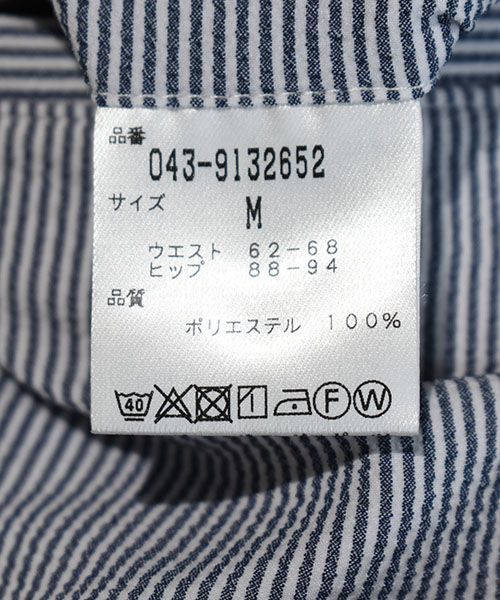 品番
043-9132652
サイズ
M
ウエスト 62-68
ヒップ 88-94
品質
ポリエステル 100%
40 F W